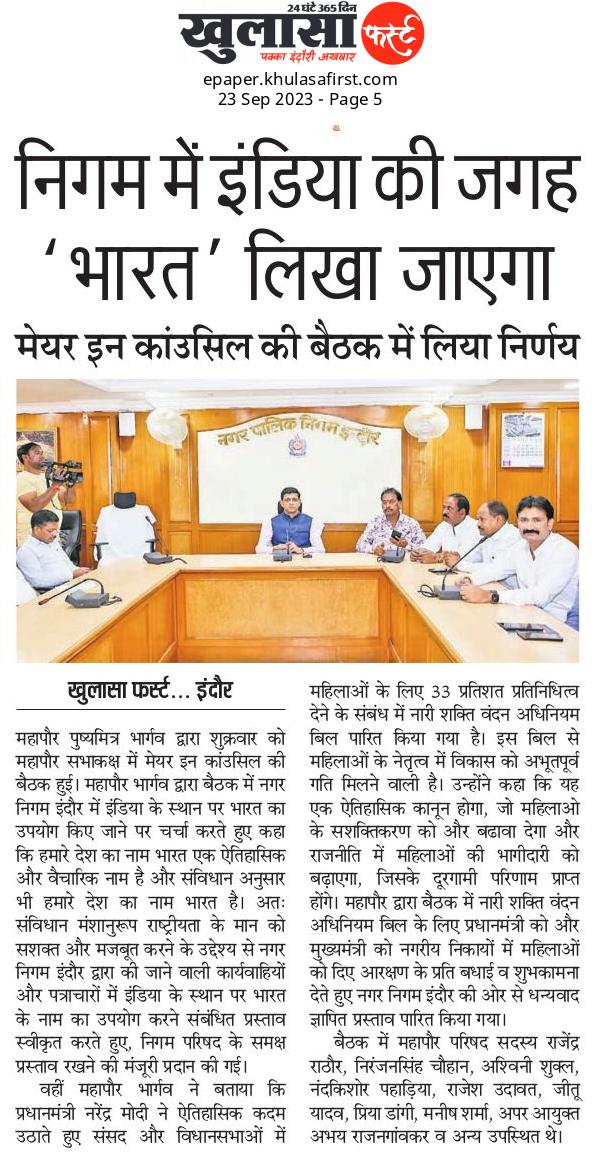 24 घंटे 365 दिन
खुलासा फर्स्ट
पक्का इंदौरी अखबार
epaper.khulasafirst.com
23 Sep 2023 - Page 5
निगम में इंडिया की जगह
‘भारत’ लिखा जाएगा
मेयर इन कांउसिल की बैठक में लिया निर्णय
नगर पालिक निगम इन्दौर
खुलासा फर्स्ट... इंदौर
महापौर पुष्यमित्र भार्गव द्वारा शुक्रवार को
महापौर सभाकक्ष में मेयर इन कांउसिल की
बैठक हुई। महापौर भार्गव द्वारा बैठक में नगर
निगम इंदौर में इंडिया के स्थान पर भारत का
उपयोग किए जाने पर चर्चा करते हुए कहा
कि हमारे देश का नाम भारत एक ऐतिहासिक
और वैचारिक नाम है और संविधान अनुसार
भी हमारे देश का नाम भारत है। अतः
संविधान मंशानुरूप राष्ट्रीयता के मान को
सशक्त और मजबूत करने के उद्देश्य से नगर
निगम इंदौर द्वारा की जाने वाली कार्यवाहियों
और पत्राचारों में इंडिया के स्थान पर भारत
के नाम का उपयोग करने संबंधित प्रस्ताव
स्वीकृत करते हुए, निगम परिषद के समक्ष
प्रस्ताव रखने की मंजूरी प्रदान की गई।
वहीं महापौर भार्गव ने बताया कि
प्रधानमंत्री नरेंद्र मोदी ने ऐतिहासिक कदम
उठाते हुए संसद और विधानसभाओं में
महिलाओं के लिए 33 प्रतिशत प्रतिनिधित्व
देने के संबंध में नारी शक्ति वंदन अधिनियम
बिल पारित किया गया है। इस बिल से
महिलाओं के नेतृत्व में विकास को अभूतपूर्व
गति मिलने वाली है। उन्होंने कहा कि यह
एक ऐतिहासिक कानून होगा, जो महिलाओ
के सशक्तिकरण को और बढावा देगा और
राजनीति में महिलाओं की भागीदारी को
बढ़ाएगा, जिसके दूरगामी परिणाम प्राप्त
होंगे। महापौर द्वारा बैठक में नारी शक्ति वंदन
अधिनियम बिल के लिए प्रधानमंत्री को और
मुख्यमंत्री को नगरीय निकायों में महिलाओं
को दिए आरक्षण के प्रति बधाई व शुभकामना
देते हुए नगर निगम इंदौर की ओर से धन्यवाद
ज्ञापित प्रस्ताव पारित किया गया।
बैठक में महापौर परिषद सदस्य राजेंद्र
राठौर, निरंजनसिंह चौहान, अश्विनी शुक्ल,
नंदकिशोर पहाड़िया, राजेश उदावत, जीतू
यादव, प्रिया डांगी, मनीष शर्मा, अपर आयुक्त
अभय राजनगांवकर व अन्य उपस्थित थे।